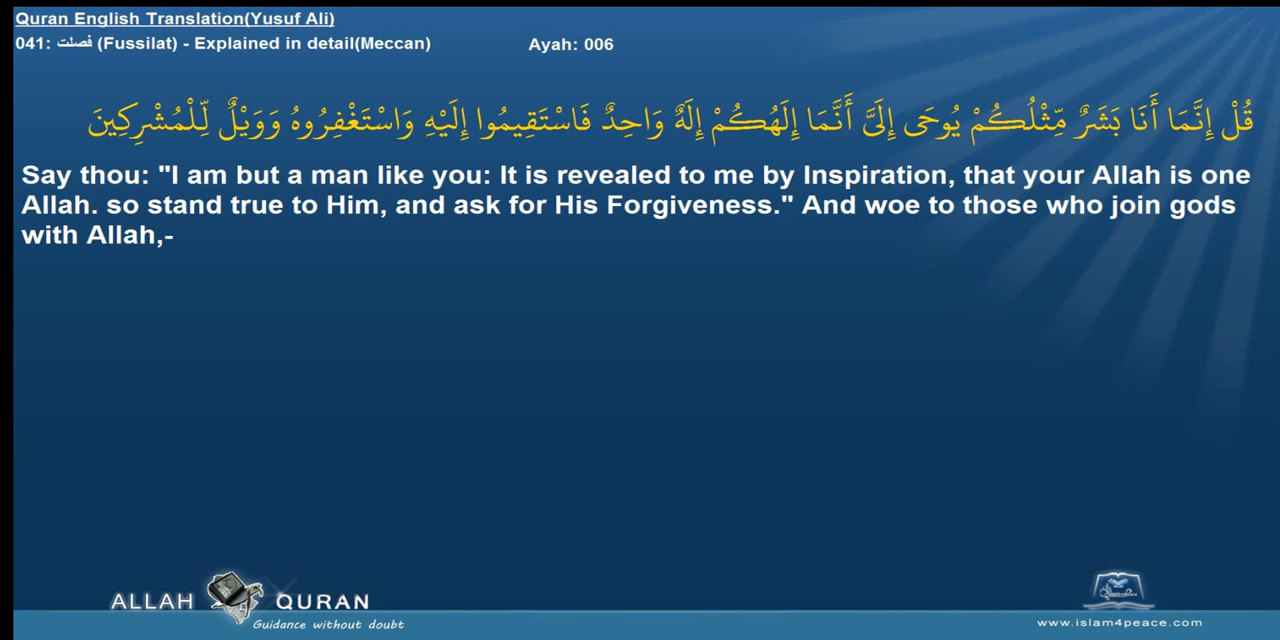 Quran English Translation(Yusuf Ali)
041: فصلت (Fussilat) - Explained in detail(Meccan) Ayah: 006
قُلْ إِنَّمَا أَنَا بَشَرٌ مِّثْلُكُمْ يُوحَى إِلَيَّ أَنَّمَا إِلَهُكُمْ إِلَهٌ وَاحِدٌ فَاسْتَقِيمُوا إِلَيْهِ وَاسْتَغْفِرُوهُ وَوَيْلٌ لِّلْمُشْرِكِينَ
Say thou: "I am but a man like you: It is revealed to me by Inspiration, that your Allah is one
Allah. so stand true to Him, and ask for His Forgiveness." And woe to those who join gods
with Allah,-
ALLAH QURAN
Guidance without doubt
www.islam4peace.com